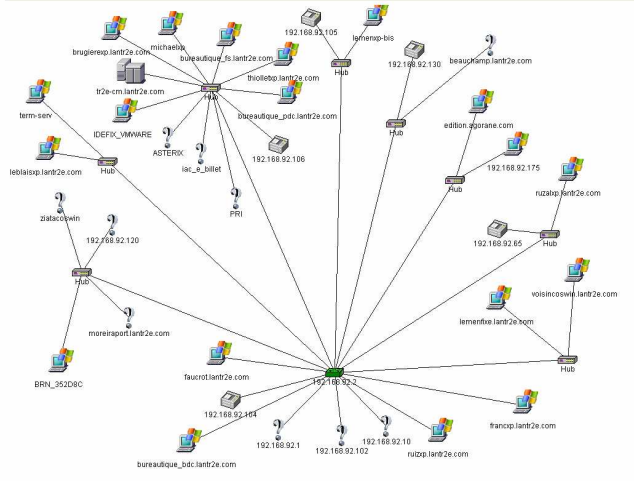 192.168.92.105
lemenxp-bis
michaelxp
brugierexp.lantr2e.com
bureautique_fs.lantr2e.com
192.168.92.130
beauchamp.lantr2e.com
thiolletxp.lantr2e.com
tr2e-cm.lantr2e.com
Hub
Hub
term-serv
IDEFIX_VMWARE
bureautique_pdc.lantr2e.com
edition.agorane.com
Hub
ASTERIX
iac_e_billet
192.168.92.106
192.168.92.175
leblaisxp.lantr2e.com
Hub
Hub
ruzalxp.lantr2e.com
PRI
ziatacoswin
192.168.92.120
192.168.92.65
Hub
Hub
voisincoswin.lantr2e.com
lemenfixe.lantr2e.com
moreiraport.lantr2e.com
Hub
BRN_352D8C
faucrot.lantr2e.com
192.168.92.2
192.168.92.104
francxp.lantr2e.com
192.168.92.1
192.168.92.102
192.168.92.10
ruizxp.lantr2e.com
bureautique_bdc.lantr2e.com